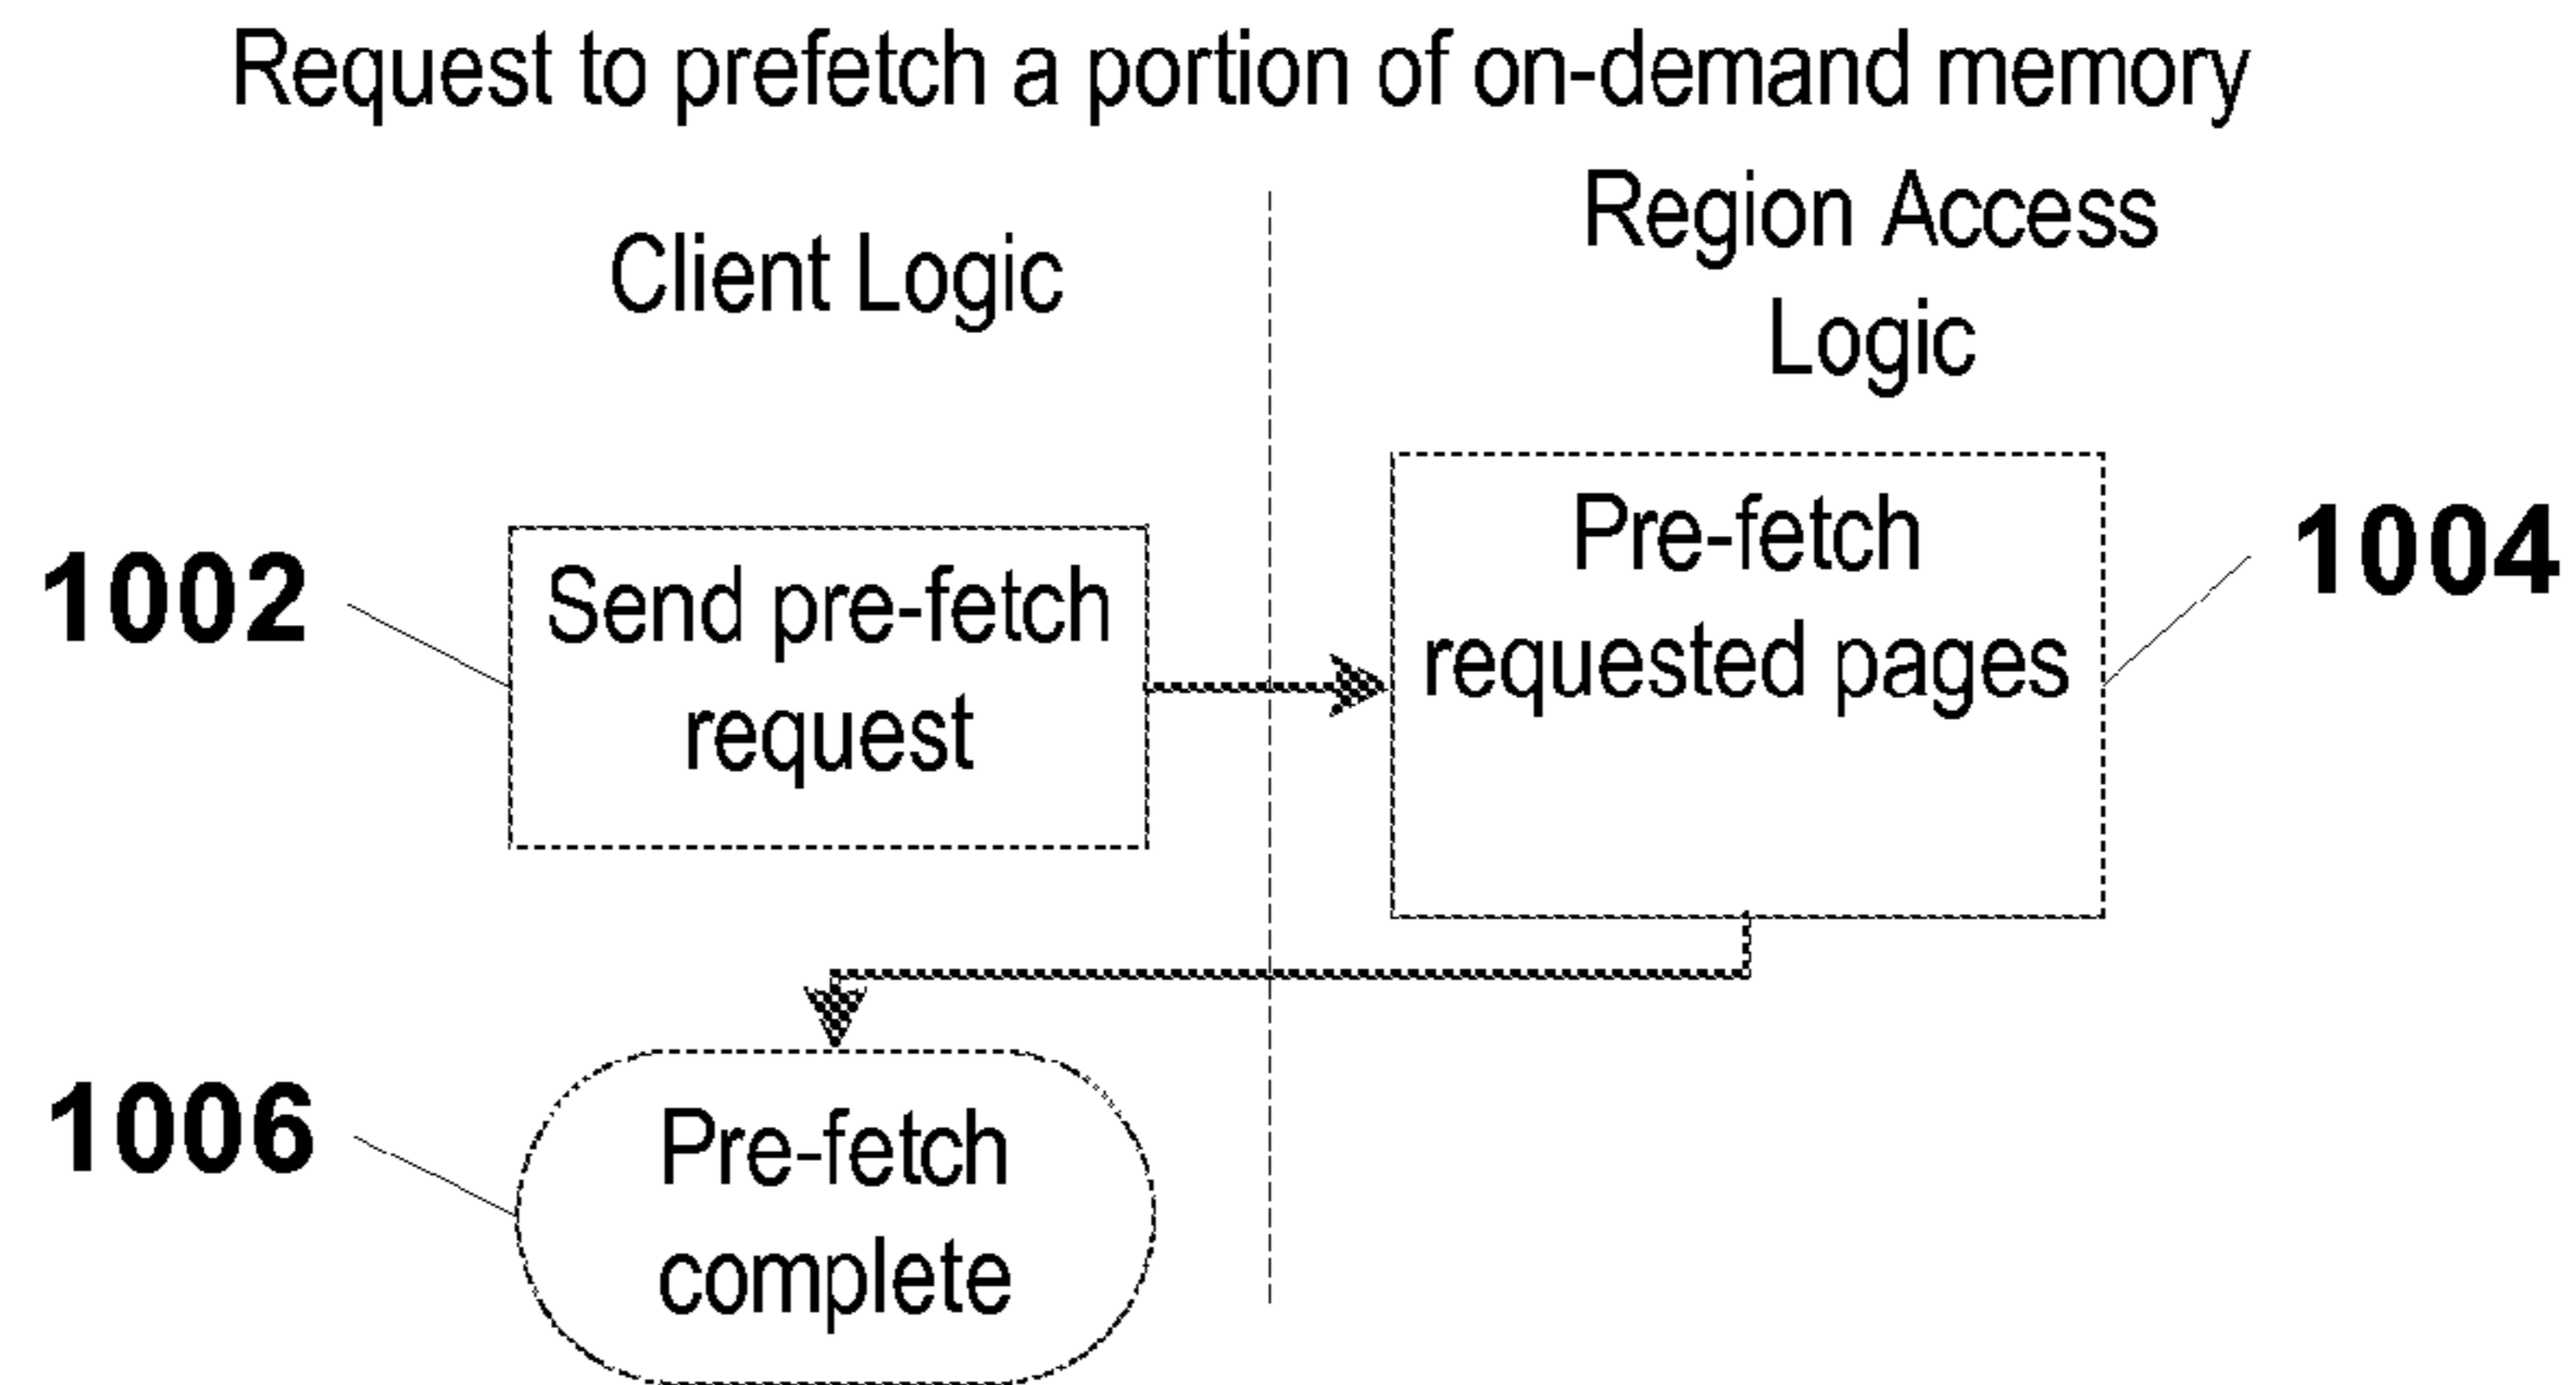 Request to prefetch a portion of on-demand memory
Client Logic
Region Access
Logic
1002
Send pre-fetch
request
Pre-fetch
requested pages
1004
1006
Pre-fetch
complete